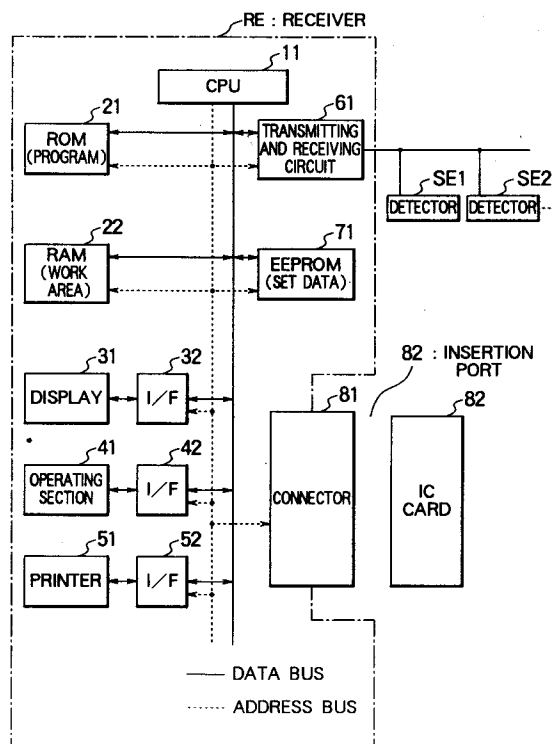 RE : RECEIVER
11
CPU
21
ROM
(PROGRAM)
61
TRANSMITTING
AND RECEIVING
CIRCUIT
SE1
DETECTOR
SE2
DETECTOR
22
RAM
(WORK
AREA)
71
EEPROM
(SET DATA)
31
DISPLAY
32
I/F
82 : INSERTION
PORT
81
CONNECTOR
82
IC
CARD
41
OPERATING
SECTION
42
I/F
51
PRINTER
52
I/F
DATA BUS
ADDRESS BUS